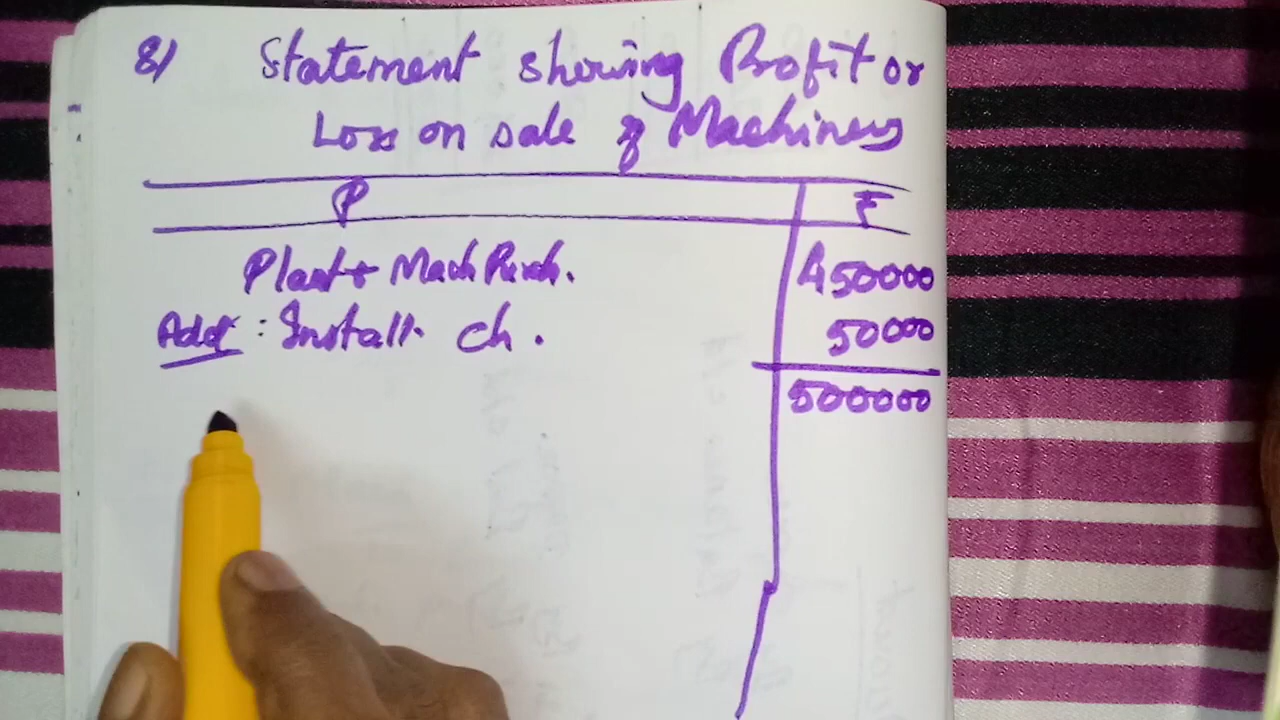 8) Statement showing Profit or
Loss on sale of Machinery
P ₹
Plant + Mach Purch. 450000
Add : Install. ch. 50000
500000